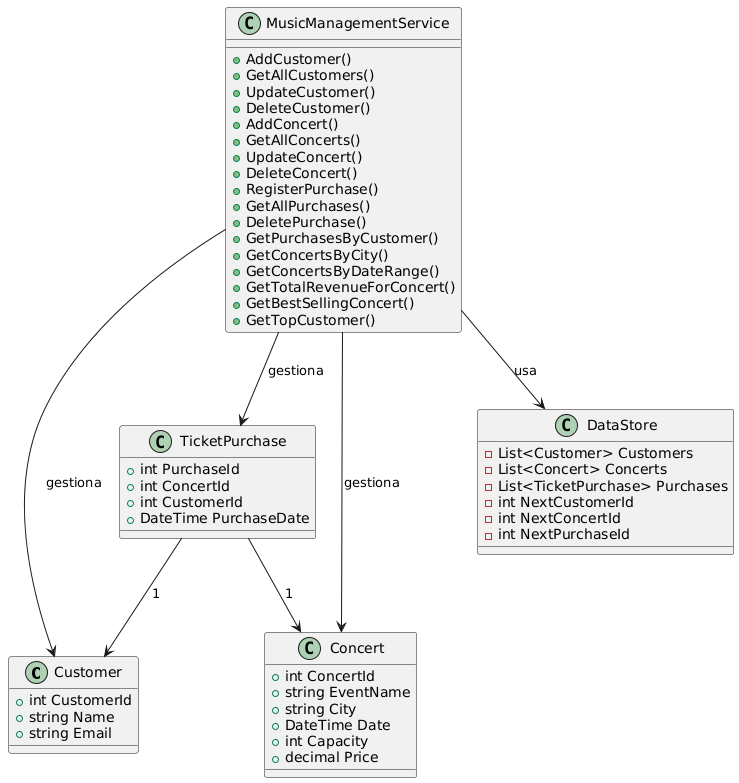 C MusicManagementService
AddCustomer()
GetAllCustomers()
UpdateCustomer()
DeleteCustomer()
AddConcert()
GetAllConcerts()
UpdateConcert()
DeleteConcert()
RegisterPurchase()
GetAllPurchases()
DeletePurchase()
GetPurchasesByCustomer()
GetConcertsByCity()
GetConcertsByDateRange()
GetTotalRevenueForConcert()
GetBestSellingConcert()
GetTopCustomer()
gestiona
usa
C TicketPurchase
int PurchaseId
int ConcertId
int CustomerId
DateTime PurchaseDate
C DataStore
List<Customer> Customers
List<Concert> Concerts
List<TicketPurchase> Purchases
int NextCustomerId
int NextConcertId
int NextPurchaseId
gestiona
gestiona
1
1
C Customer
int CustomerId
string Name
string Email
C Concert
int ConcertId
string EventName
string City
DateTime Date
int Capacity
decimal Price